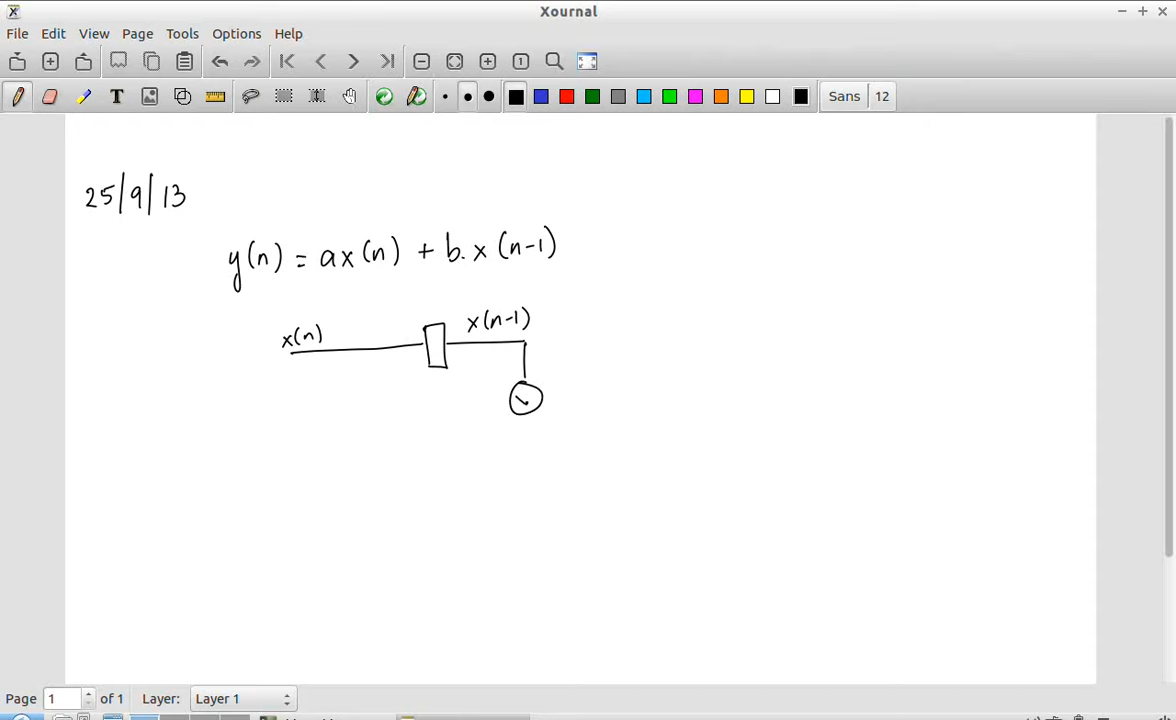 Xournal
File Edit View Page Tools Options Help
Sans 12
25/9/13
y(n) = ax(n) + b.x(n-1)
x(n) x(n-1)
Page 1 of 1 Layer: Layer 1